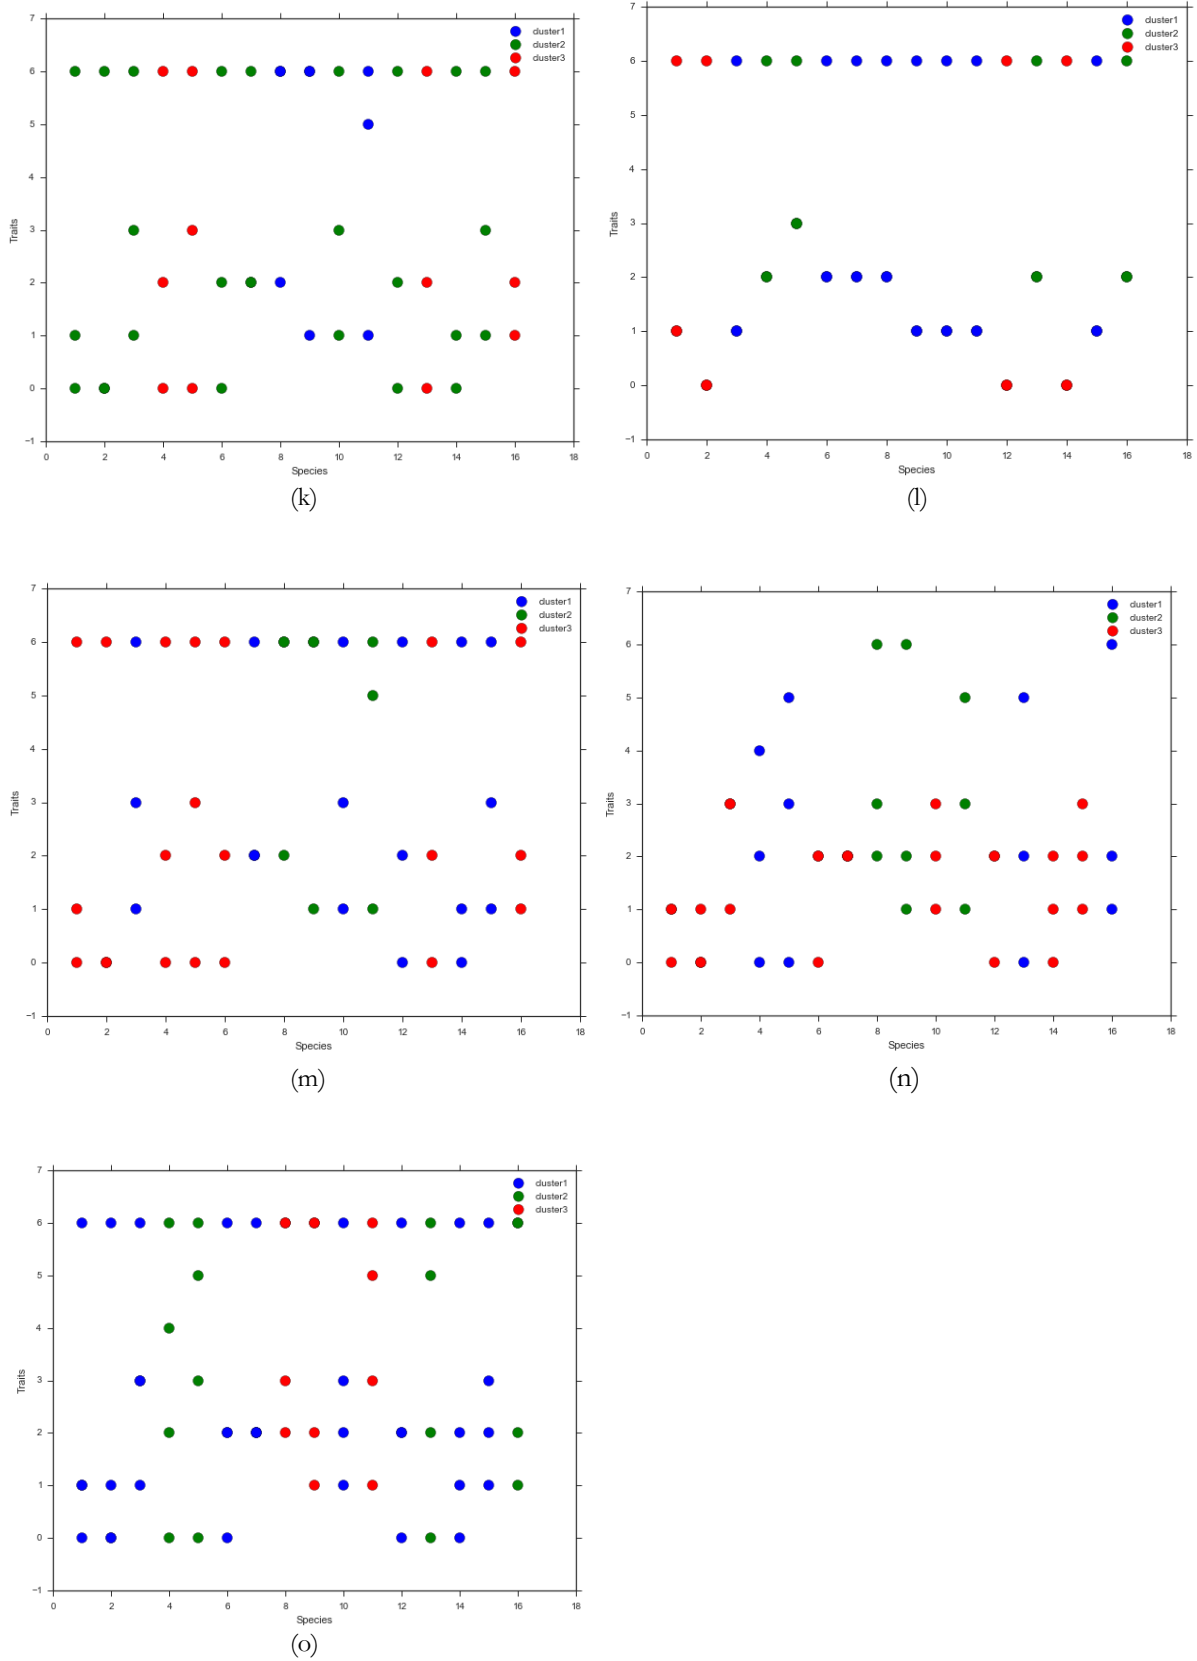 7
6
5
4
3
2
1
0
−1
Traits
0 2 4 6 8 10 12 14 16 18
Species
cluster1
cluster2
cluster3
(k)
7
6
5
4
3
2
1
0
−1
Traits
0 2 4 6 8 10 12 14 16 18
Species
cluster1
cluster2
cluster3
(l)
7
6
5
4
3
2
1
0
−1
Traits
0 2 4 6 8 10 12 14 16 18
Species
cluster1
cluster2
cluster3
(m)
7
6
5
4
3
2
1
0
−1
Traits
0 2 4 6 8 10 12 14 16 18
Species
cluster1
cluster2
cluster3
(n)
7
6
5
4
3
2
1
0
−1
Traits
0 2 4 6 8 10 12 14 16 18
Species
cluster1
cluster2
cluster3
(o)